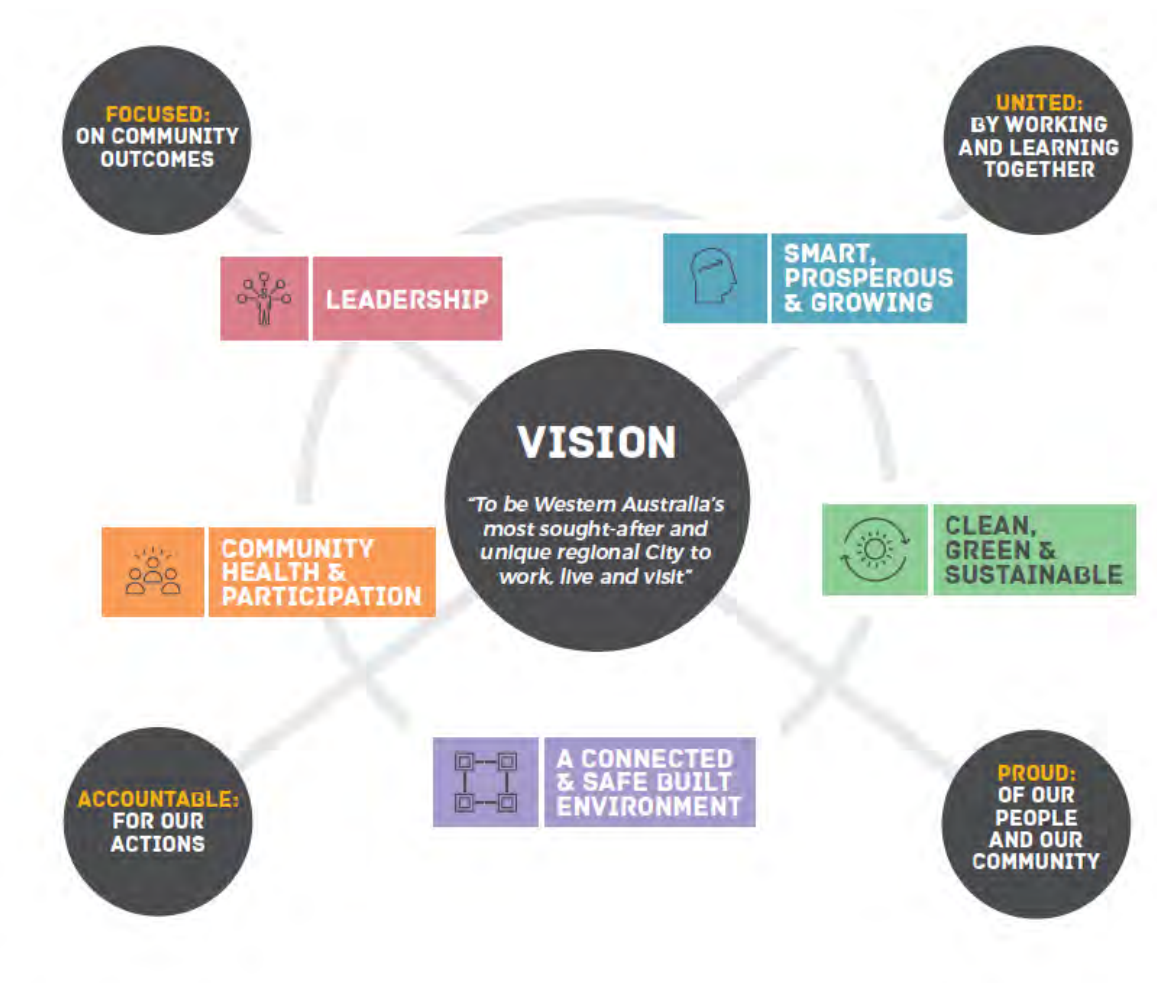 FOCUSED:
ON COMMUNITY
OUTCOMES
UNITED:
BY WORKING
AND LEARNING
TOGETHER
LEADERSHIP
SMART,
PROSPEROUS
& GROWING
VISION
"To be Western Australia's
most sought-after and
unique regional City to
work, live and visit"
COMMUNITY
HEALTH &
PARTICIPATION
CLEAN,
GREEN &
SUSTAINABLE
A CONNECTED
& SAFE BUILT
ENVIRONMENT
ACCOUNTABLE:
FOR OUR
ACTIONS
PROUD:
OF OUR
PEOPLE
AND OUR
COMMUNITY